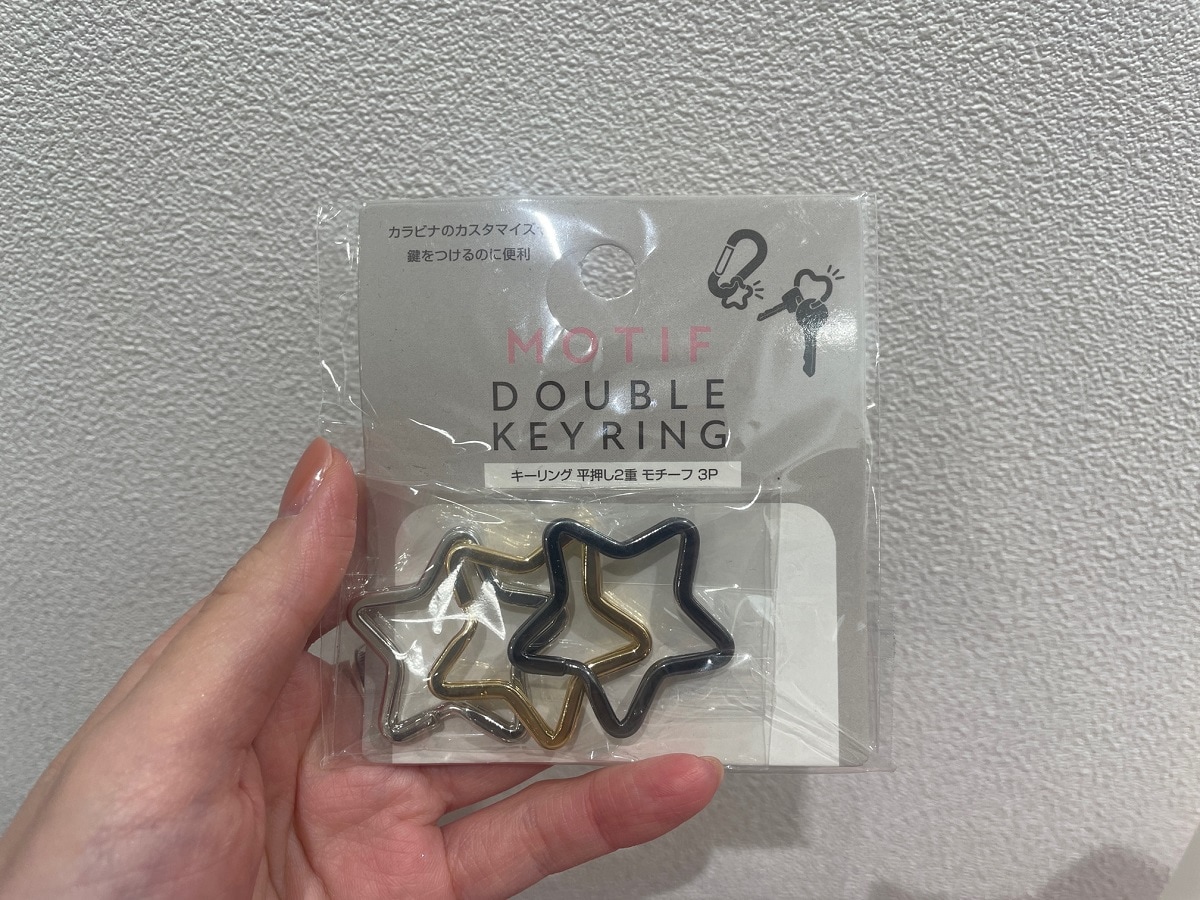 カラビナのカスタマイズ、
鍵をつけるのに便利
MOTIF
DOUBLE
KEYRING
キーリング 平押し2重 モチーフ 3P